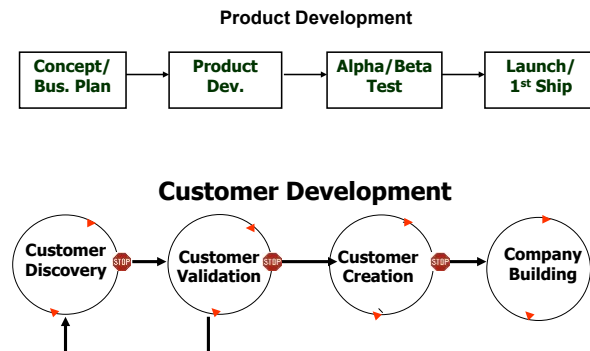 Product Development
Concept/
Bus. Plan
Product
Dev.
Alpha/Beta
Test
Launch/
1st Ship
Customer Development
Customer
Discovery
STOP
Customer
Validation
STOP
Customer
Creation
STOP
Company
Building